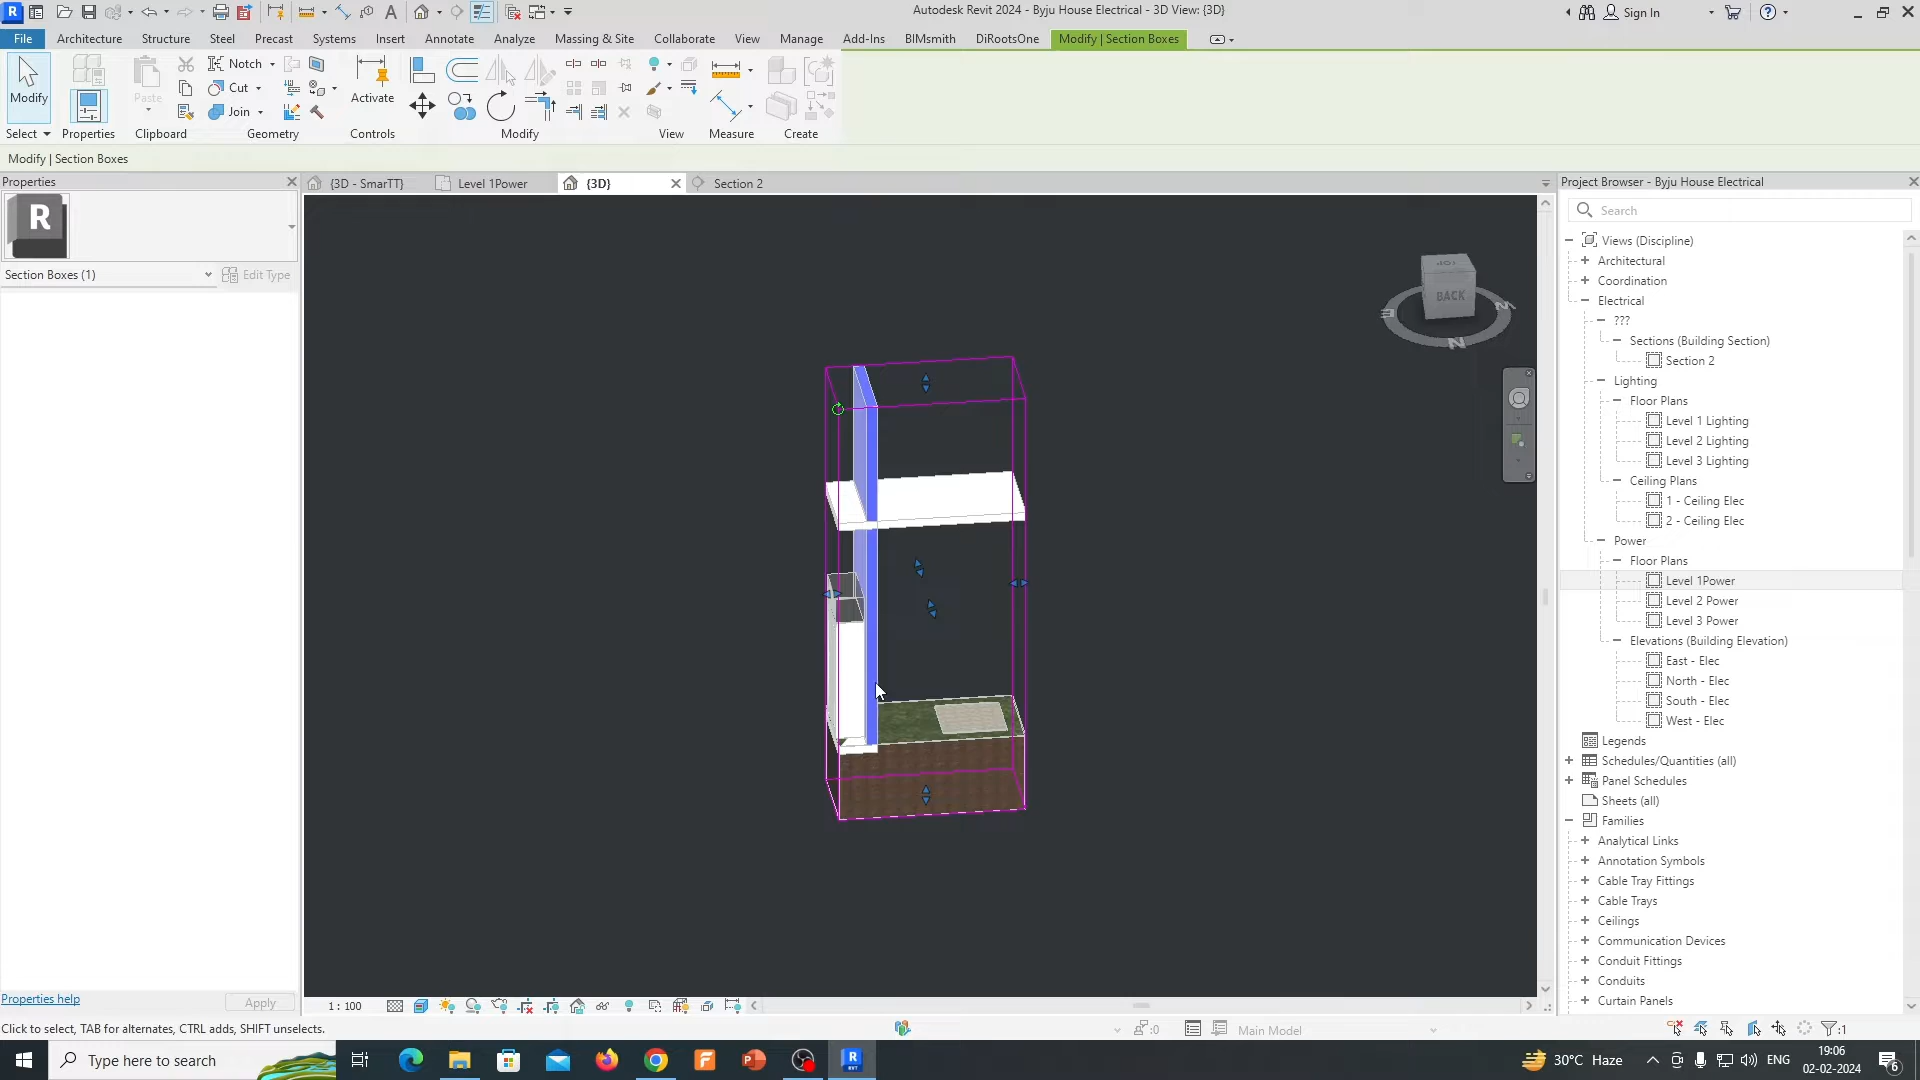 Autodesk Revit 2024 - Byju House Electrical - 3D View: {3D}
Sign In
File Architecture Structure Steel Precast Systems Insert Annotate Analyze Massing & Site Collaborate View Manage Add-Ins BIMsmith DiRootsOne Modify | Section Boxes
Modify
Paste
Notch
Cut
Join
Activate
Select Properties Clipboard Geometry Controls Modify View Measure Create
Modify | Section Boxes
Properties
{3D - SmarTT} Level 1Power {3D} Section 2
Project Browser - Byju House Electrical
R
Search
Section Boxes (1)
Edit Type
TOP
BACK
N
Views (Discipline)
Architectural
Coordination
Electrical
???
Sections (Building Section)
Section 2
Lighting
Floor Plans
Level 1 Lighting
Level 2 Lighting
Level 3 Lighting
Ceiling Plans
1 - Ceiling Elec
2 - Ceiling Elec
Power
Floor Plans
Level 1Power
Level 2 Power
Level 3 Power
Elevations (Building Elevation)
East - Elec
North - Elec
South - Elec
West - Elec
Legends
Schedules/Quantities (all)
Panel Schedules
Sheets (all)
Families
Analytical Links
Annotation Symbols
Cable Tray Fittings
Cable Trays
Ceilings
Communication Devices
Conduit Fittings
Conduits
Curtain Panels
Properties help
Apply
1 : 100
Click to select, TAB for alternates, CTRL adds, SHIFT unselects.
:0
Main Model
:1
Type here to search
30°C Haze
ENG
19:06
02-02-2024
6